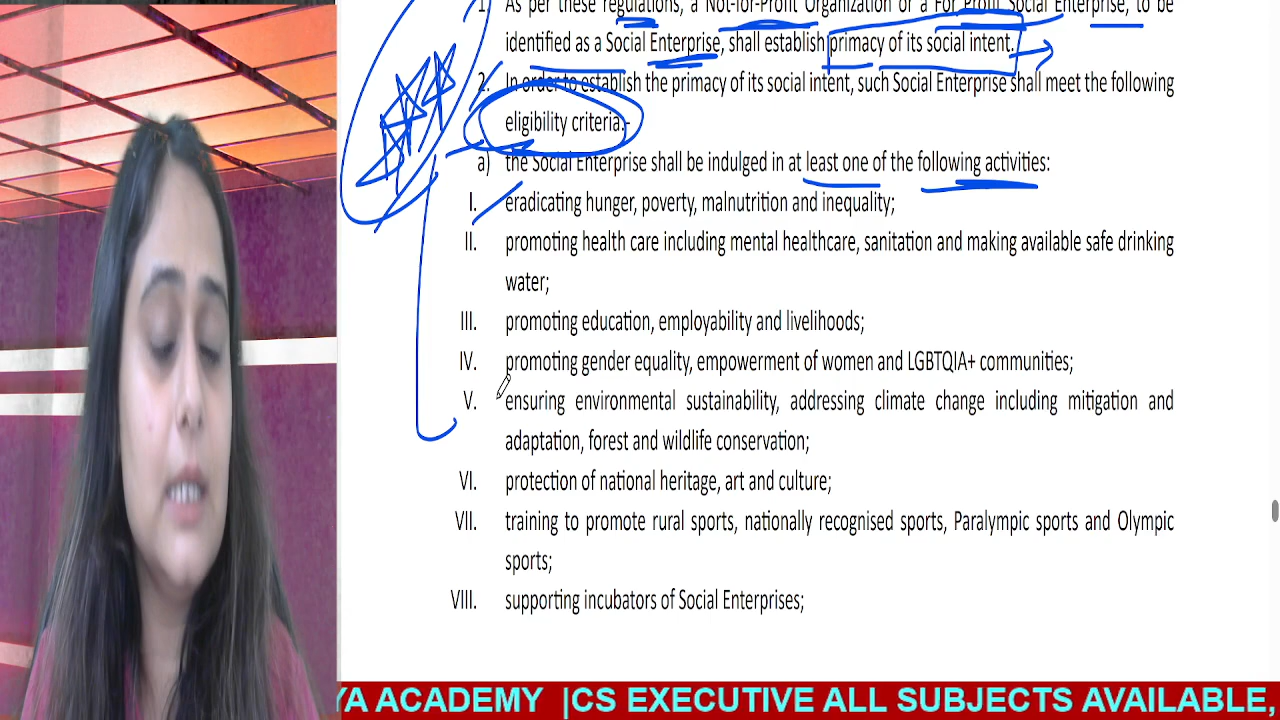 1) As per these regulations, a Not-for-Profit Organization or a For Profit Social Enterprise, to be
identified as a Social Enterprise, shall establish primacy of its social intent.
2. In order to establish the primacy of its social intent, such Social Enterprise shall meet the following
eligibility criteria:-
a) the Social Enterprise shall be indulged in at least one of the following activities:
I. eradicating hunger, poverty, malnutrition and inequality;
II. promoting health care including mental healthcare, sanitation and making available safe drinking
water;
III. promoting education, employability and livelihoods;
IV. promoting gender equality, empowerment of women and LGBTQIA+ communities;
V. ensuring environmental sustainability, addressing climate change including mitigation and
adaptation, forest and wildlife conservation;
VI. protection of national heritage, art and culture;
VII. training to promote rural sports, nationally recognised sports, Paralympic sports and Olympic
sports;
VIII. supporting incubators of Social Enterprises;
YA ACADEMY |CS EXECUTIVE ALL SUBJECTS AVAILABLE,